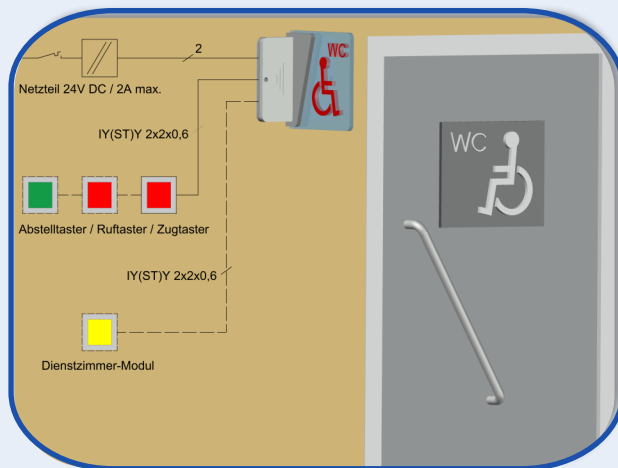 2
WC
Netzteil 24V DC / 2A max.
IY(ST)Y 2x2x0,6
WC
Abstelltaster / Ruftaster / Zugtaster
IY(ST)Y 2x2x0,6
Dienstzimmer-Modul